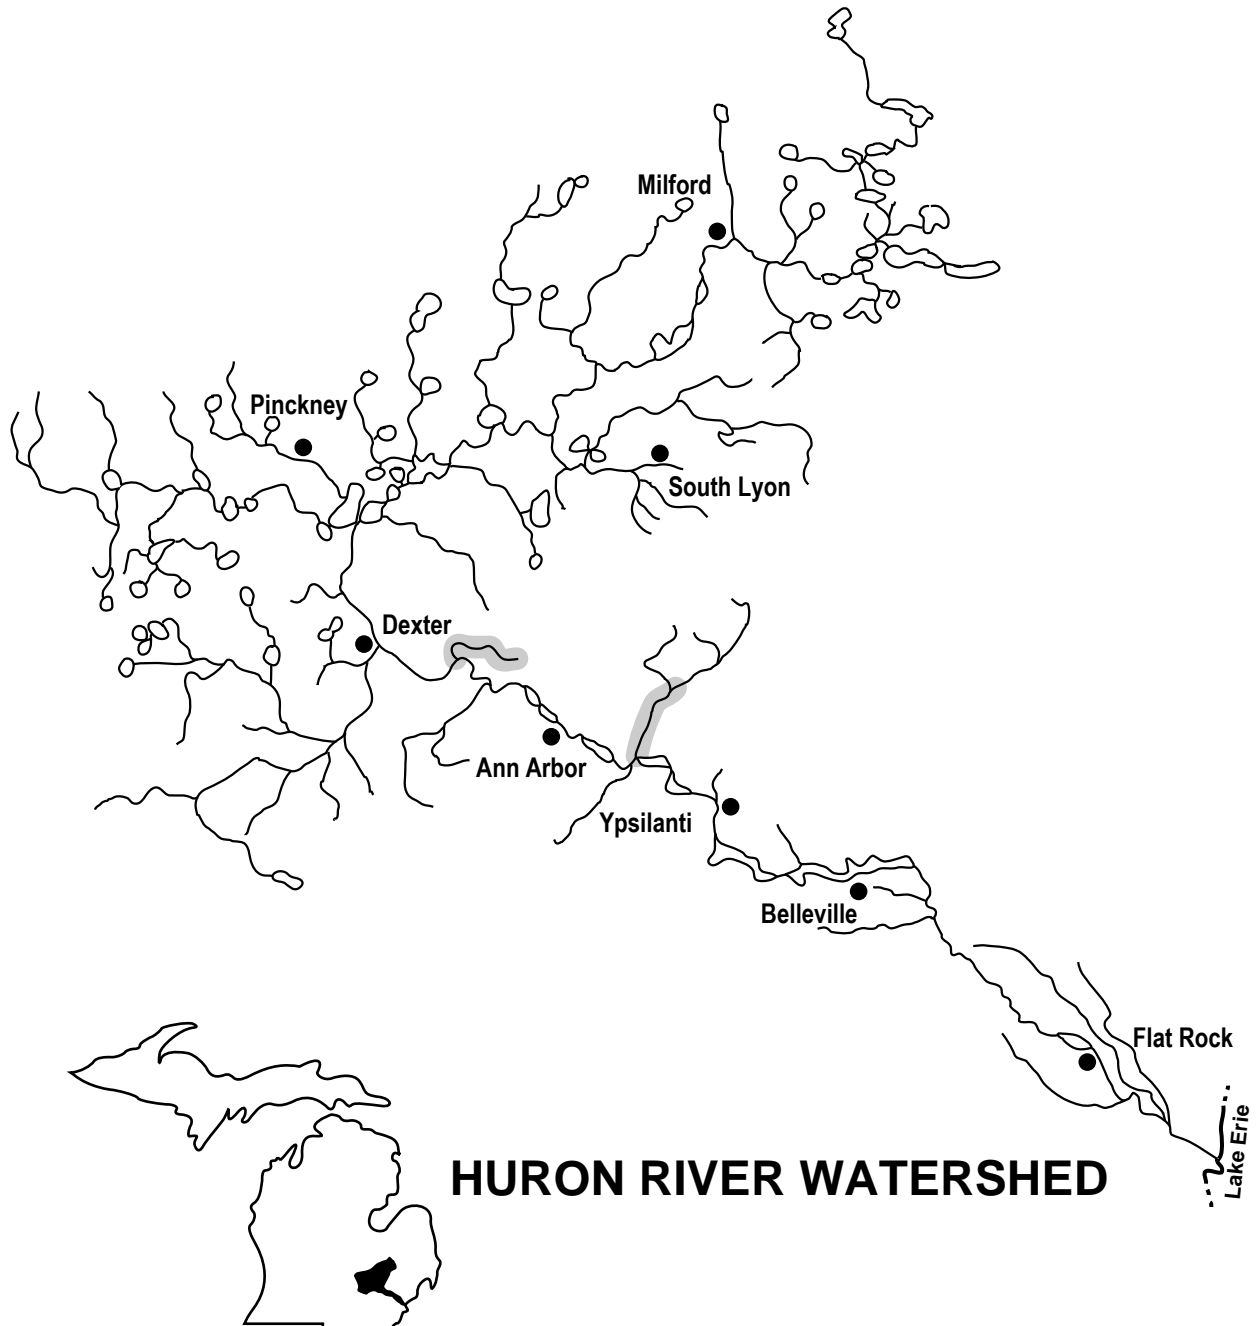 Milford
Pinckney
South Lyon
Dexter
Ann Arbor
Ypsilanti
Belleville
Flat Rock
Lake Erie
HURON RIVER WATERSHED